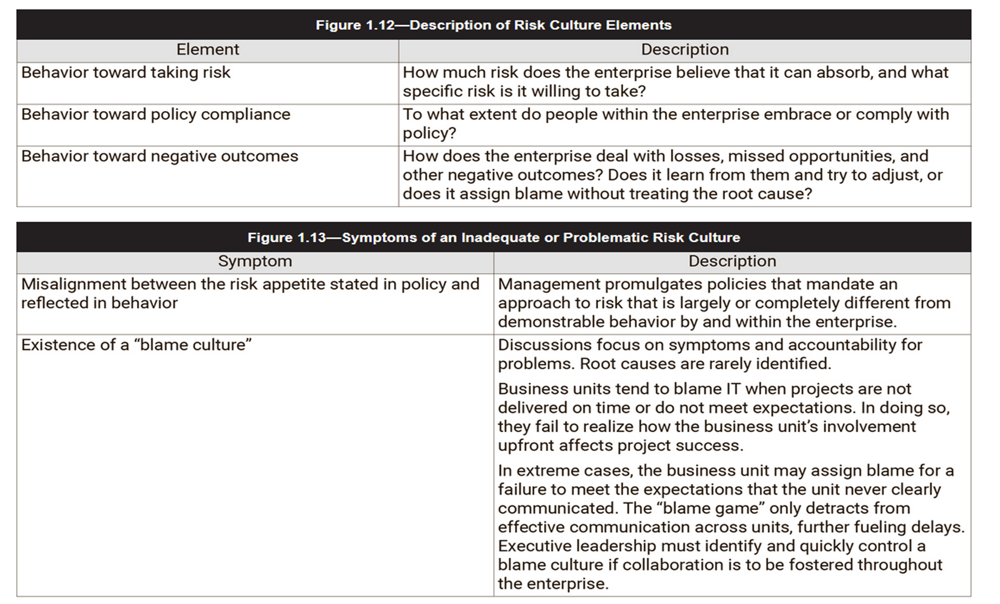 Figure 1.12—Description of Risk Culture Elements
Element
Description
Behavior toward taking risk
How much risk does the enterprise believe that it can absorb, and what
specific risk is it willing to take?
Behavior toward policy compliance
To what extent do people within the enterprise embrace or comply with
policy?
Behavior toward negative outcomes
How does the enterprise deal with losses, missed opportunities, and
other negative outcomes? Does it learn from them and try to adjust, or
does it assign blame without treating the root cause?
Figure 1.13—Symptoms of an Inadequate or Problematic Risk Culture
Symptom
Description
Misalignment between the risk appetite stated in policy and
reflected in behavior
Management promulgates policies that mandate an
approach to risk that is largely or completely different from
demonstrable behavior by and within the enterprise.
Existence of a “blame culture”
Discussions focus on symptoms and accountability for
problems. Root causes are rarely identified.
Business units tend to blame IT when projects are not
delivered on time or do not meet expectations. In doing so,
they fail to realize how the business unit’s involvement
upfront affects project success.
In extreme cases, the business unit may assign blame for a
failure to meet the expectations that the unit never clearly
communicated. The “blame game” only detracts from
effective communication across units, further fueling delays.
Executive leadership must identify and quickly control a
blame culture if collaboration is to be fostered throughout
the enterprise.